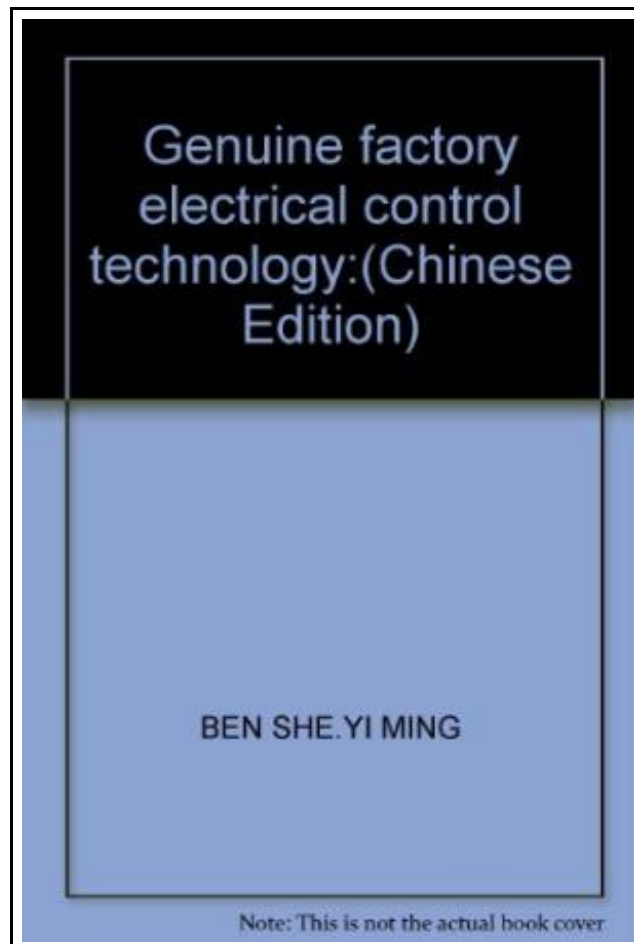 Genuine factory
electrical control
technology:(Chinese
Edition)
BEN SHE.YI MING
Note: This is not the actual book cover